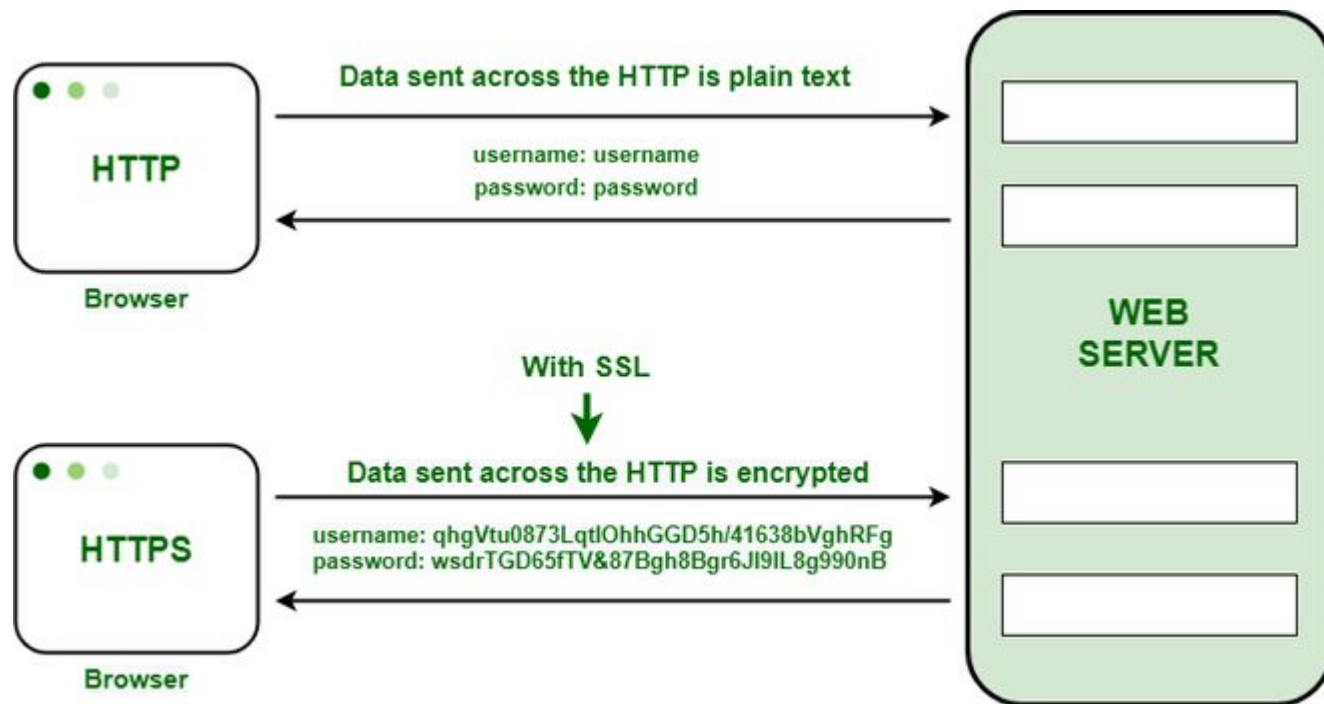 Data sent across the HTTP is plain text
HTTP
username: username
password: password
Browser
WEB
SERVER
With SSL
Data sent across the HTTP is encrypted
HTTPS
username: qhgVtu0873LqtlOhhGGD5h/41638bVghRFg
password: wsdrTGD65fTV&87Bgh8Bgr6Jl9lL8g990nB
Browser